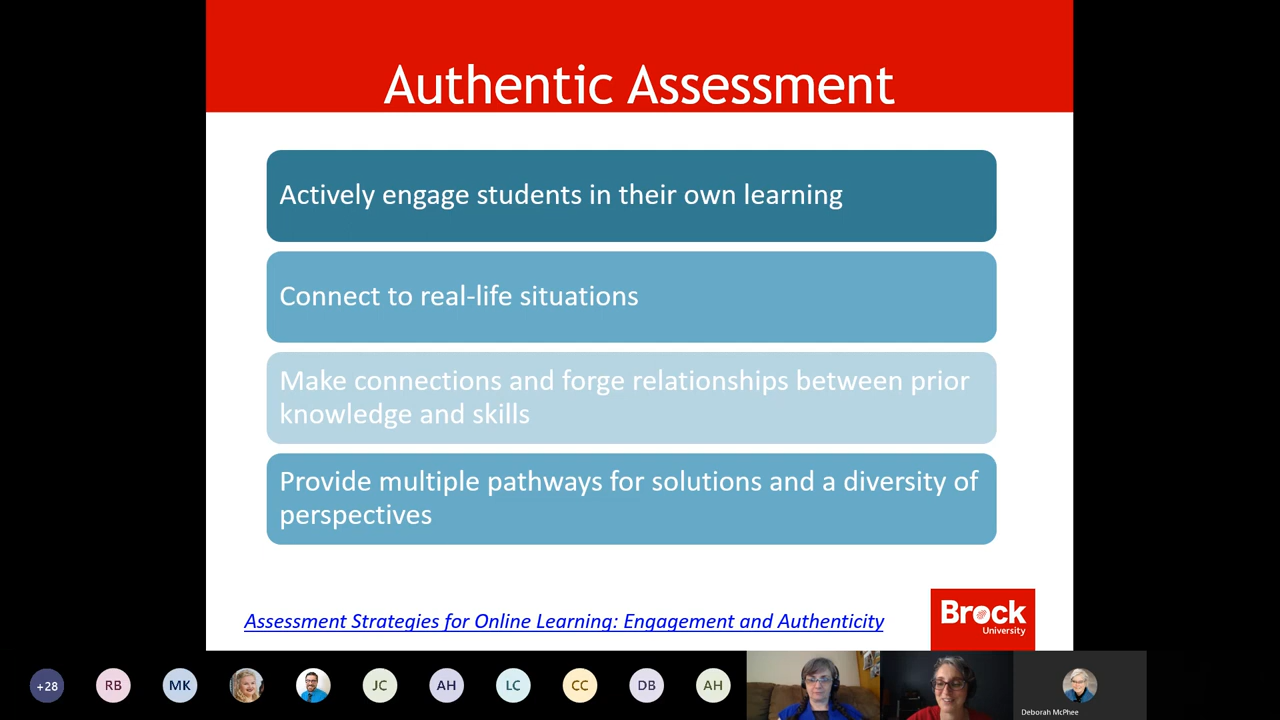 Authentic Assessment
Actively engage students in their own learning
Connect to real-life situations
Make connections and forge relationships between prior
knowledge and skills
Provide multiple pathways for solutions and a diversity of
perspectives
Assessment Strategies for Online Learning: Engagement and Authenticity
Brock
University
+28 RB MK JC AH LC CC DB AH
Deborah McPhee